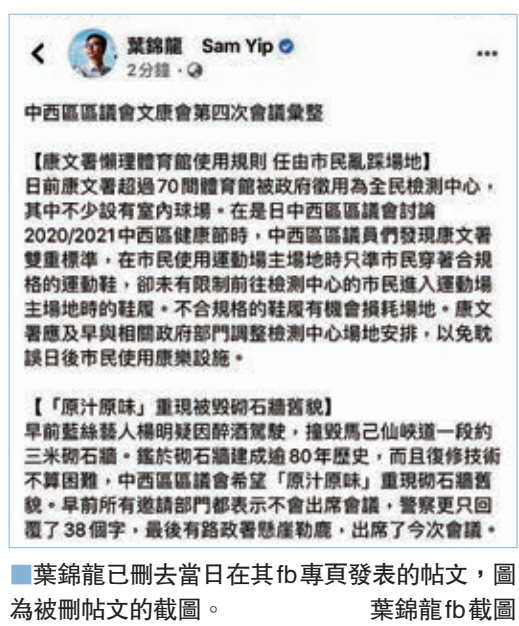 葉錦龍 Sam Yip
2分鐘
中西區區議會文康會第四次會議彙整
【康文署懶理體育館使用規則 任由市民亂踩場地】
日前康文署超過70間體育館被政府徵用為全民檢測中心，
其中不少設有室內球場。在是日中西區區議會討論
2020/2021中西區健康節時，中西區區議員們發現康文署
雙重標準，在市民使用運動場主場地時只準市民穿著合規
格的運動鞋，卻未有限制前往檢測中心的市民進入運動場
主場地時的鞋履。不合規格的鞋履有機會損耗場地。康文
署應及早與相關政府部門調整檢測中心場地安排，以免耽
誤日後市民使用康樂設施。
【「原汁原味」重現被毀砌石牆舊貌】
早前藍絲藝人楊明疑因醉酒駕駛，撞毀馬己仙峽道一段約
三米砌石牆。鑑於砌石牆建成逾80年歷史，而且復修技術
不算困難，中西區區議會希望「原汁原味」重現砌石牆舊
貌。早前所有邀請部門都表示不會出席會議，警察更只回
覆了38個字，最後有路政署懸崖勒鹿，出席了今次會議。
■葉錦龍已刪去當日在其fb專頁發表的帖文，圖
為被刪帖文的截圖。 葉錦龍fb截圖